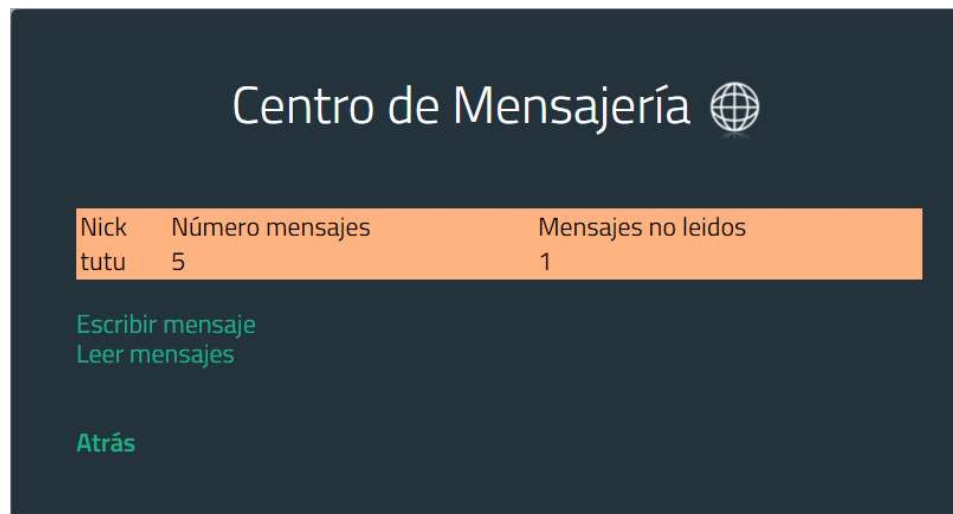 Centro de Mensajería
Nick Número mensajes Mensajes no leidos
tutu 5 1
Escribir mensaje
Leer mensajes
Atrás